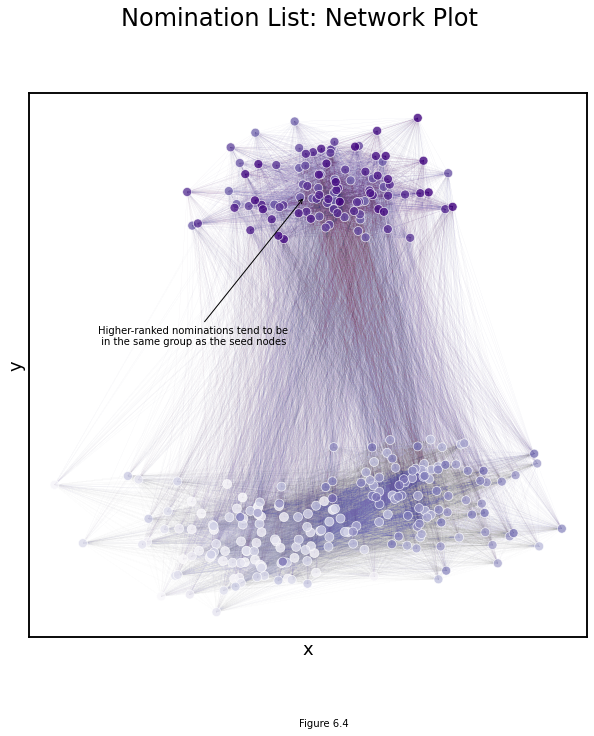 Nomination List: Network Plot
Higher-ranked nominations tend to be
in the same group as the seed nodes
y
x
Figure 6.4